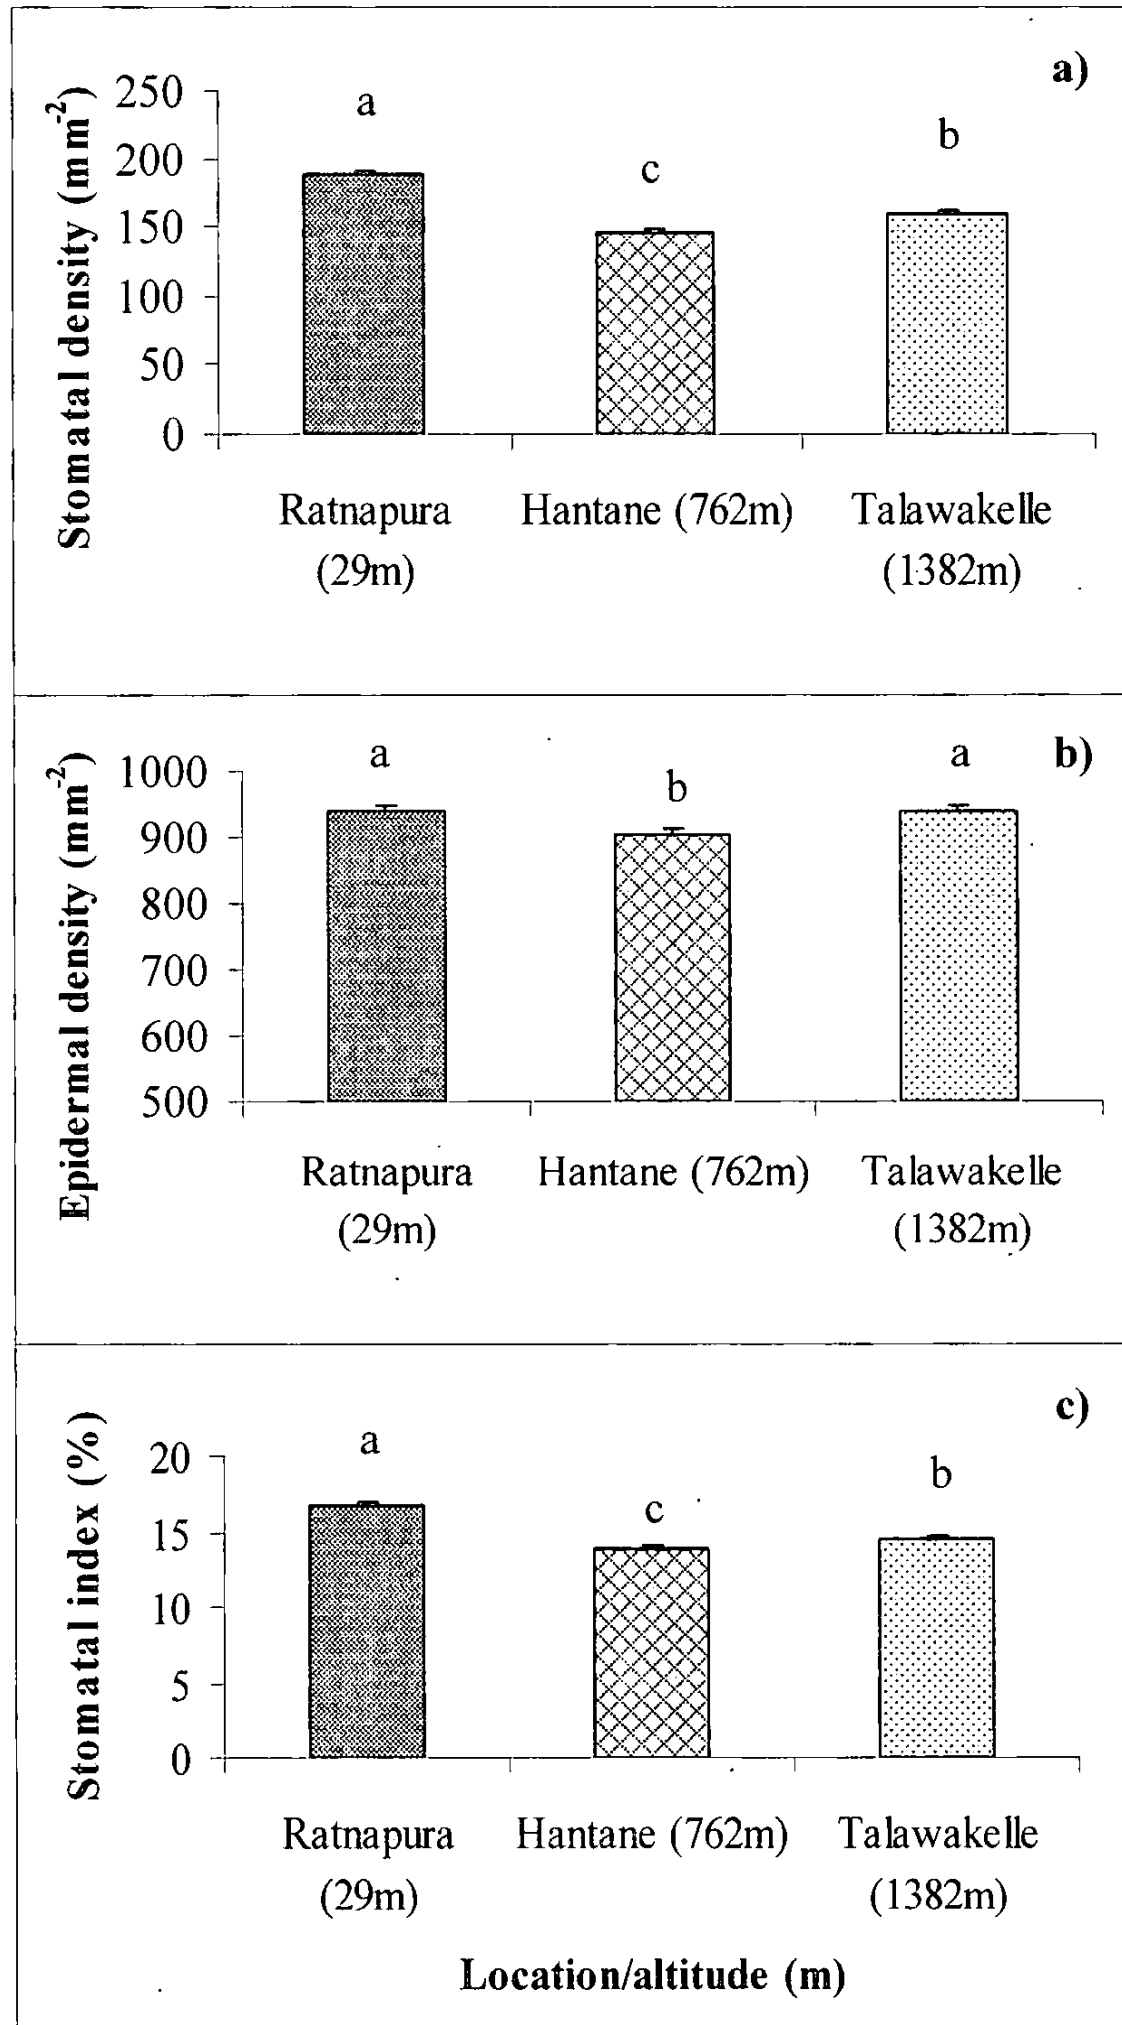 a)
Stomatal density (mm-2)
250
200
150
100
50
0
a
c
b
Ratnapura
(29m)
Hantane (762m)
Talawakelle
(1382m)
b)
Epidermal density (mm-2)
1000
900
800
700
600
500
a
b
a
Ratnapura
(29m)
Hantane (762m)
Talawakelle
(1382m)
c)
Stomatal index (%)
20
15
10
5
0
a
c
b
Ratnapura
(29m)
Hantane (762m)
Talawakelle
(1382m)
Location/altitude (m)